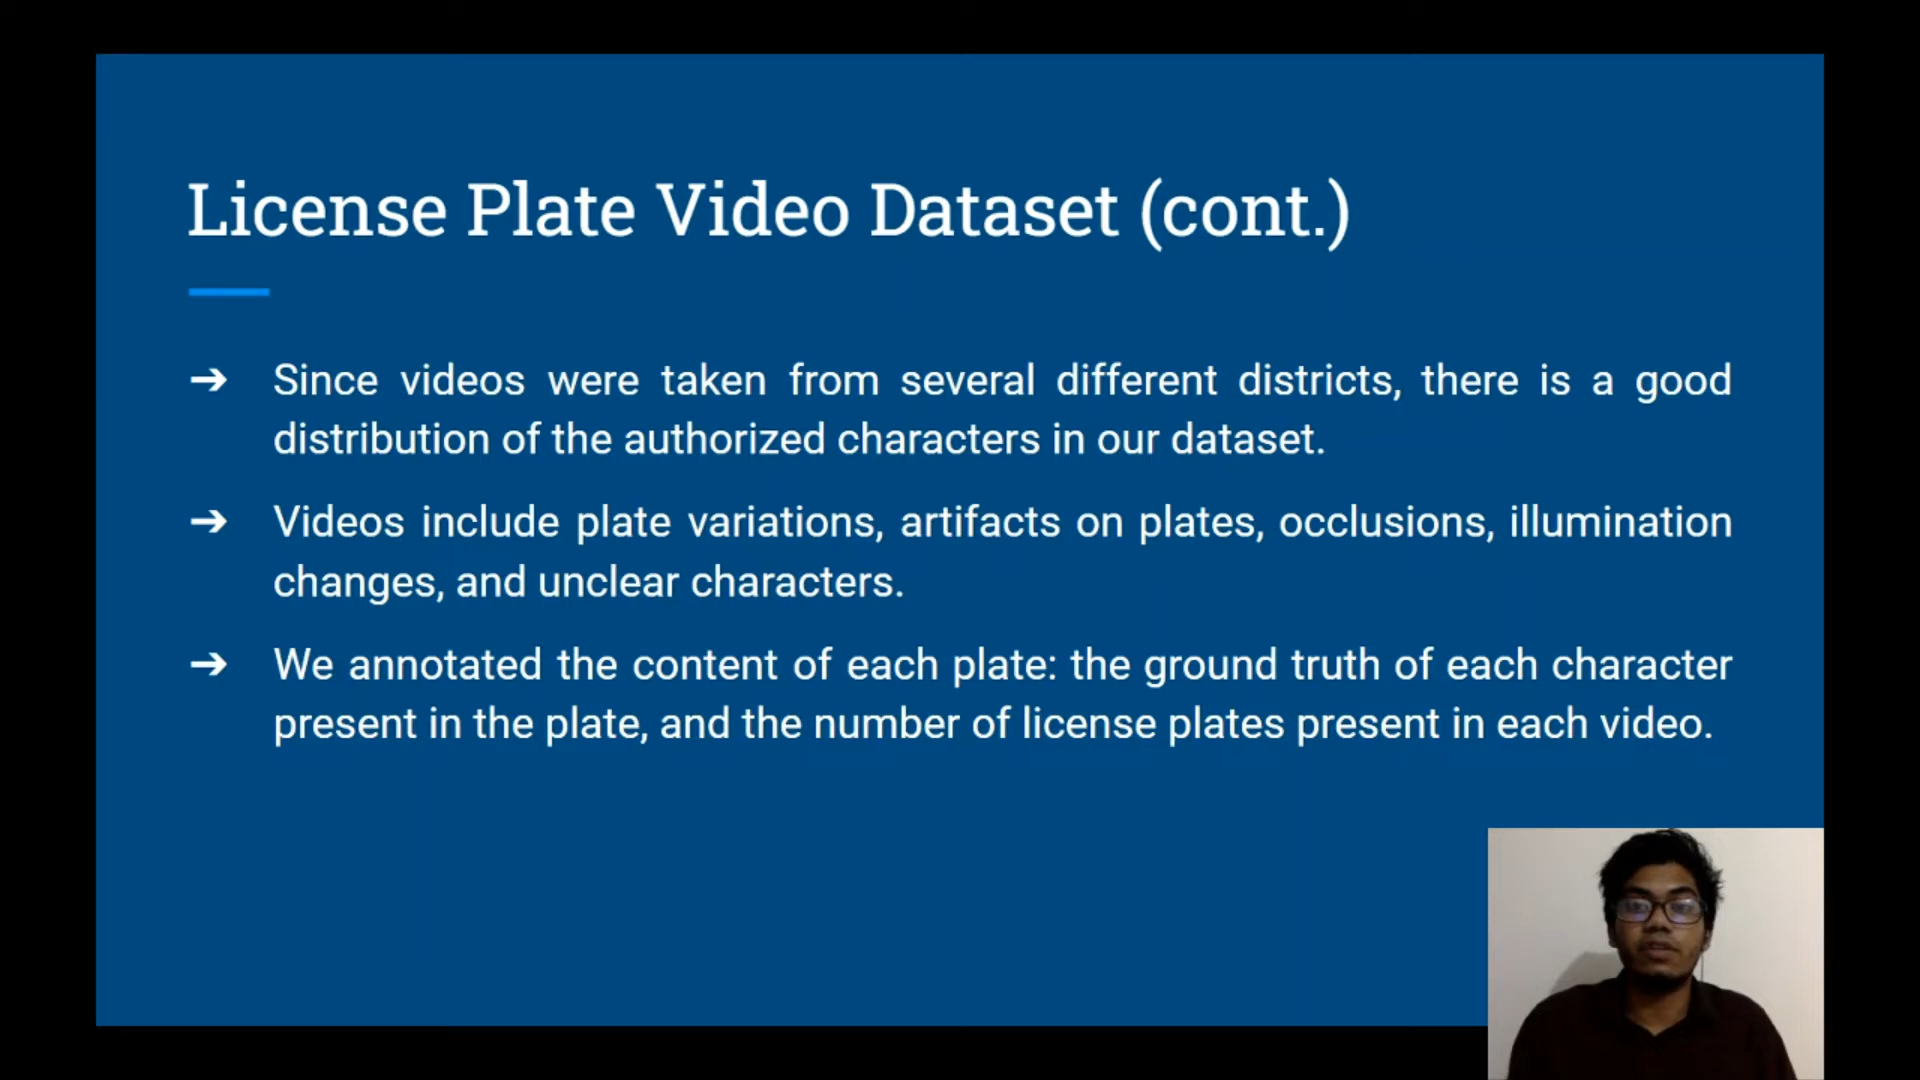 License Plate Video Dataset (cont.)
➔ Since videos were taken from several different districts, there is a good
distribution of the authorized characters in our dataset.
➔ Videos include plate variations, artifacts on plates, occlusions, illumination
changes, and unclear characters.
➔ We annotated the content of each plate: the ground truth of each character
present in the plate, and the number of license plates present in each video.